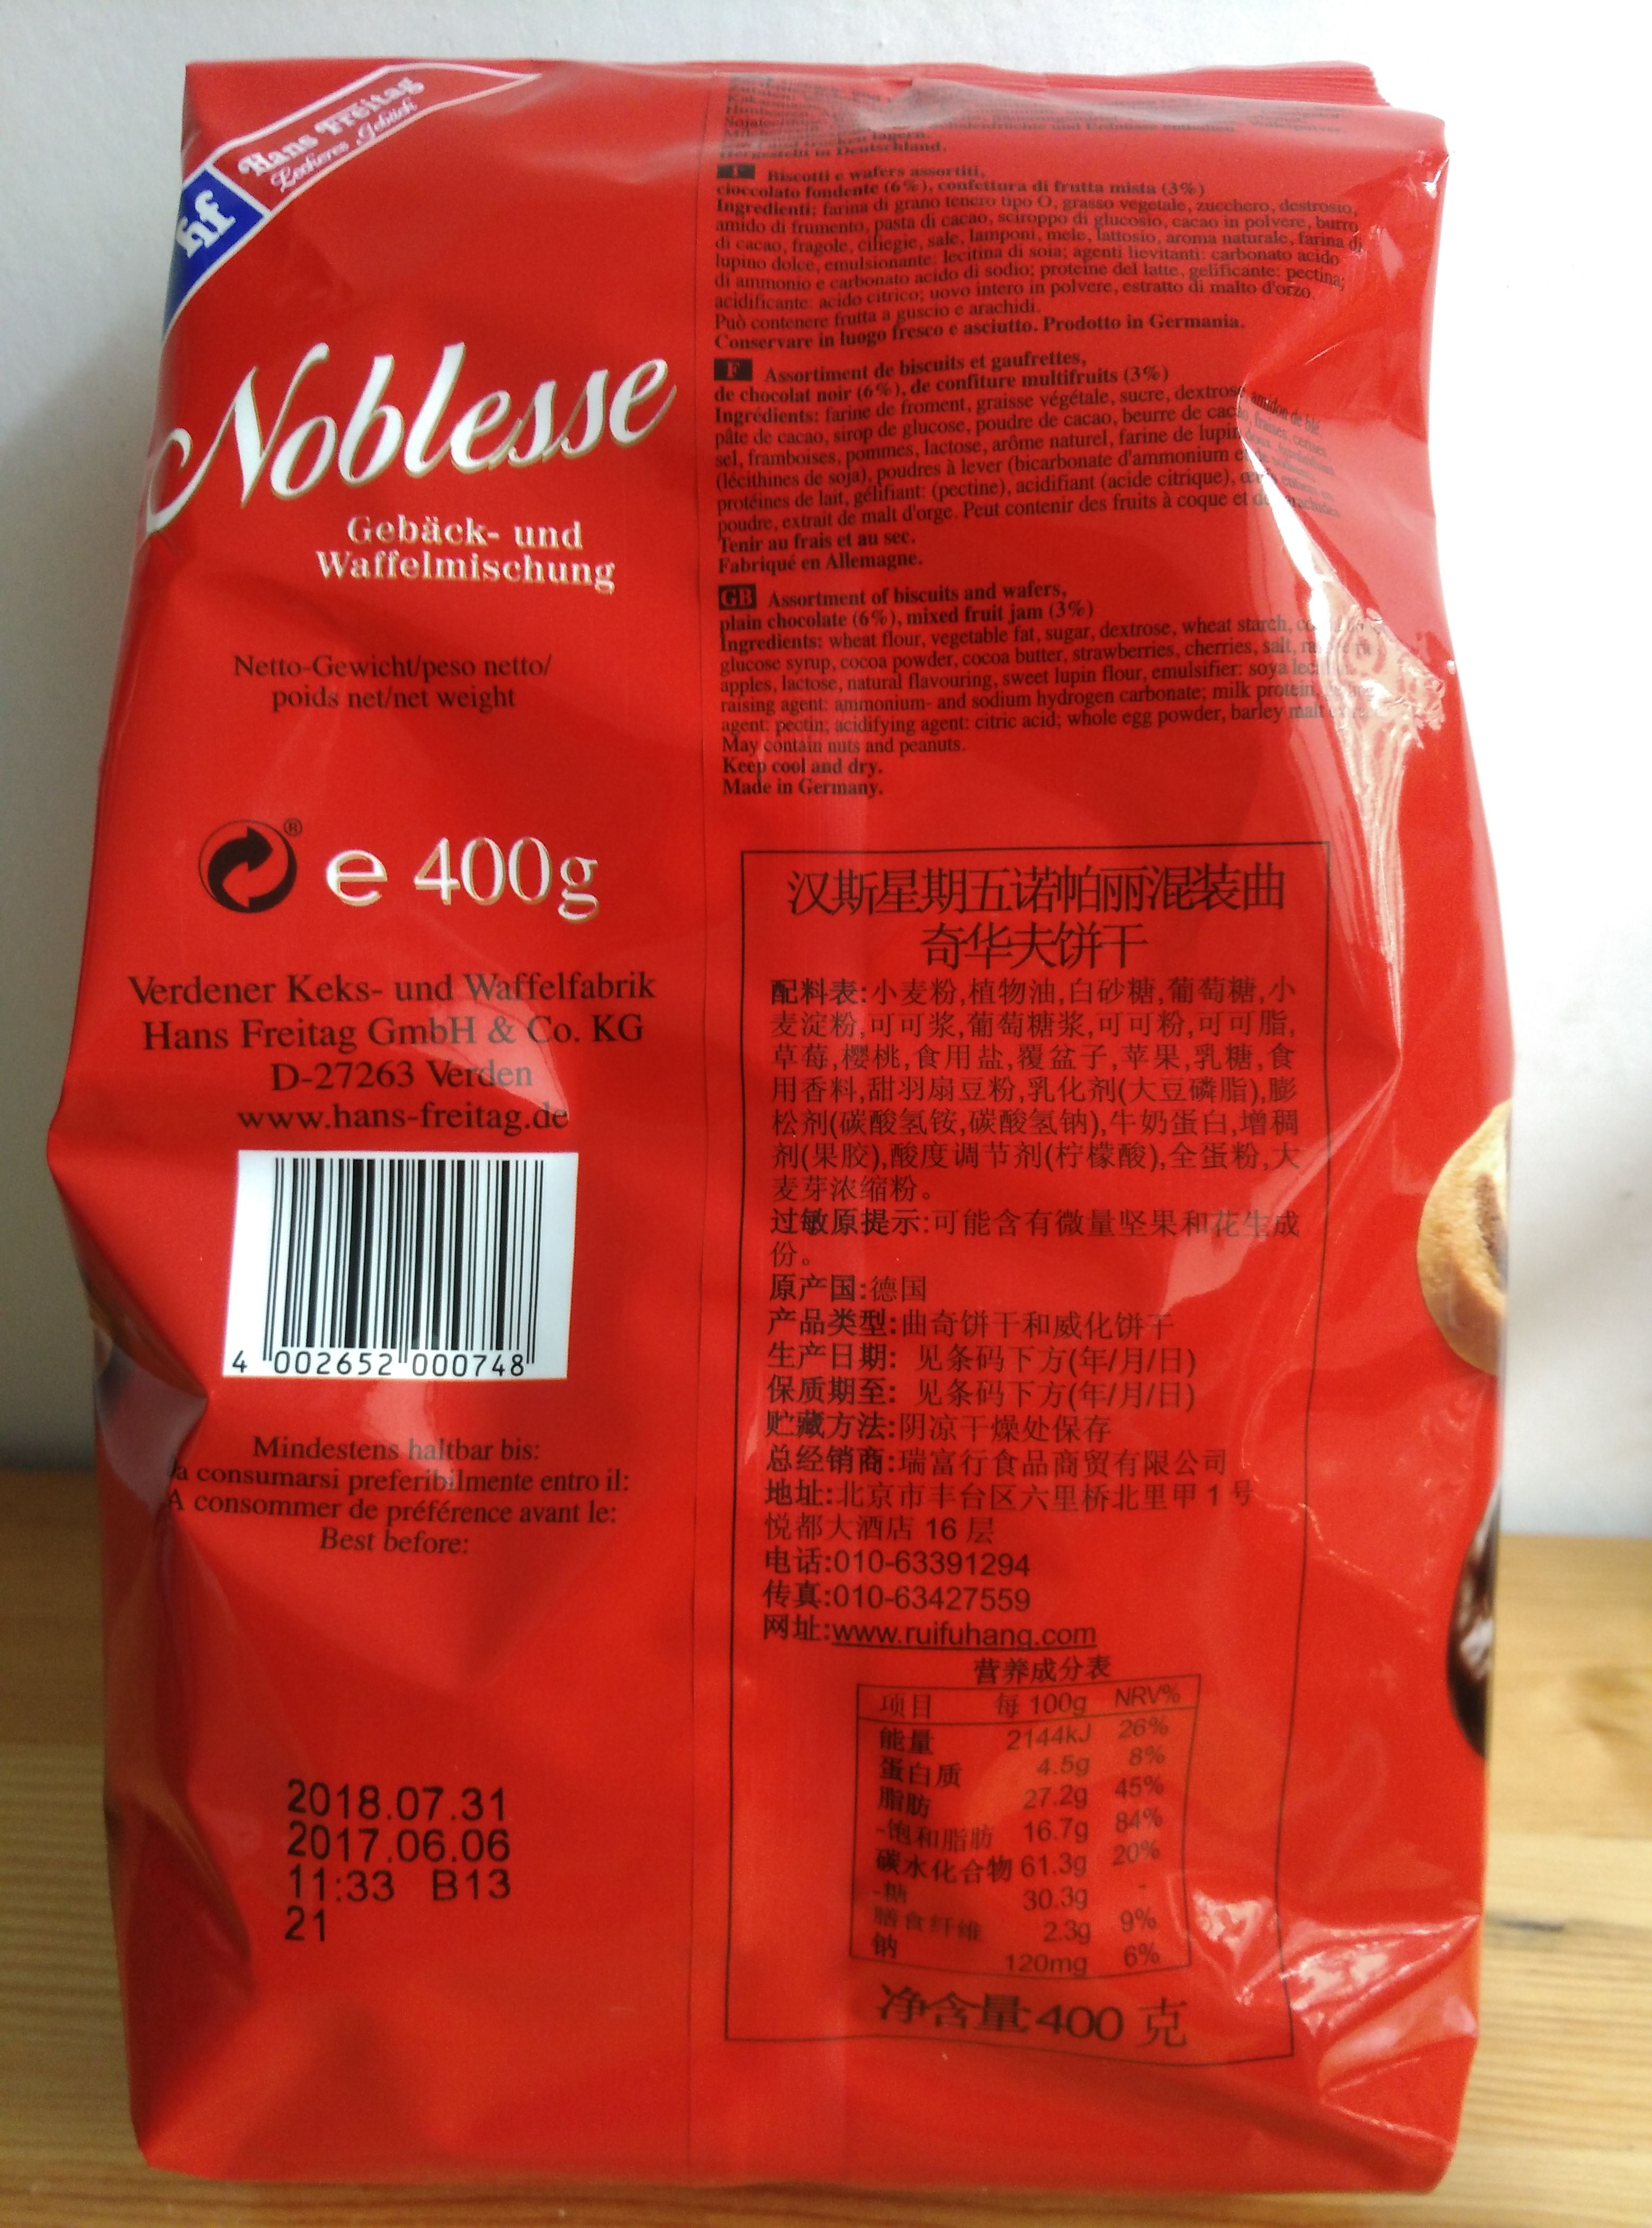 Hans Freitag
Leckeres Gebäck
hf
Noblesse
Gebäck- und
Waffelmischung
Netto-Gewicht/peso netto/
poids net/net weight
® e 400g
Verdener Keks- und Waffelfabrik
Hans Freitag GmbH & Co. KG
D-27263 Verden
www.hans-freitag.de
4 002652 000748
Mindestens haltbar bis:
a consumarsi preferibilmente entro il:
A consommer de préférence avant le:
Best before:
2018.07.31
2017.06.06
11:33 B13
21
Hergestellt in Deutschland.
I Biscotti e wafers assortiti,
cioccolato fondente (6%), confettura di frutta mista (3%)
Ingredienti: farina di grano tenero tipo O, grasso vegetale, zucchero, destrosio,
amido di frumento, pasta di cacao, sciroppo di glucosio, cacao in polvere, burro
di cacao, fragole, ciliegie, sale, lamponi, mele, lattosio, aroma naturale, farina di
lupino dolce, emulsionante: lecitina di soia; agenti lievitanti: carbonato acido
di ammonio e carbonato acido di sodio; proteine del latte, gelificante: pectina;
acidificante: acido citrico; uovo intero in polvere, estratto di malto d'orzo.
Può contenere frutta a guscio e arachidi.
Conservare in luogo fresco e asciutto. Prodotto in Germania.
F Assortiment de biscuits et gaufrettes,
de chocolat noir (6%), de confiture multifruits (3%)
Ingrédients: farine de froment, graisse végétale, sucre, dextrose, amidon de blé,
pâte de cacao, sirop de glucose, poudre de cacao, beurre de cacao, fraises, cerises
sel, framboises, pommes, lactose, arôme naturel, farine de lupin doux,
(lécithines de soja), poudres à lever (bicarbonate d'ammonium et de
protéines de lait, gélifiant: (pectine), acidifiant (acide citrique),
poudre, extrait de malt d'orge. Peut contenir des fruits à coque et
Tenir au frais et au sec.
Fabriqué en Allemagne.
GB Assortment of biscuits and wafers,
plain chocolate (6%), mixed fruit jam (3%)
Ingredients: wheat flour, vegetable fat, sugar, dextrose, wheat starch,
glucose syrup, cocoa powder, cocoa butter, strawberries, cherries, salt,
apples, lactose, natural flavouring, sweet lupin flour, emulsifier: soya
raising agent: ammonium- and sodium hydrogen carbonate; milk protein,
agent: pectin; acidifying agent: citric acid; whole egg powder, barley malt
May contain nuts and peanuts.
Keep cool and dry.
Made in Germany.
汉斯星期五诺帕丽混装曲
奇华夫饼干
配料表:小麦粉,植物油,白砂糖,葡萄糖,小
麦淀粉,可可浆,葡萄糖浆,可可粉,可可脂,
草莓,樱桃,食用盐,覆盆子,苹果,乳糖,食
用香料,甜羽扇豆粉,乳化剂(大豆磷脂),膨
松剂(碳酸氢铵,碳酸氢钠),牛奶蛋白,增稠
剂(果胶),酸度调节剂(柠檬酸),全蛋粉,大
麦芽浓缩粉。
过敏原提示:可能含有微量坚果和花生成
份。
原产国:德国
产品类型:曲奇饼干和威化饼干
生产日期: 见条码下方(年/月/日)
保质期至: 见条码下方(年/月/日)
贮藏方法:阴凉干燥处保存
总经销商:瑞富行食品商贸有限公司
地址:北京市丰台区六里桥北里甲1号
悦都大酒店 16 层
电话:010-63391294
传真:010-63427559
网址:www.ruifuhang.com
营养成分表
项目 每 100g NRV%
能量 2144kJ 26%
蛋白质 4.5g 8%
脂肪 27.2g 45%
-饱和脂肪 16.7g 84%
碳水化合物 61.3g 20%
-糖 30.3g -
膳食纤维 2.3g 9%
钠 120mg 6%
净含量400 克